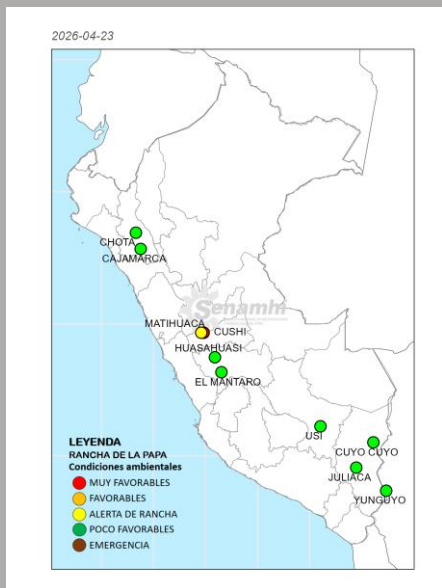 2026-04-23
CHOTA
CAJAMARCA
Senamhi
MATIHUACA
CUSHI
HUASAHUASI
EL MANTARO
USI
CUYO CUYO
JULIACA
YUNGUYO
LEYENDA
RANCHA DE LA PAPA
Condiciones ambientales
MUY FAVORABLES
FAVORABLES
ALERTA DE RANCHA
POCO FAVORABLES
EMERGENCIA